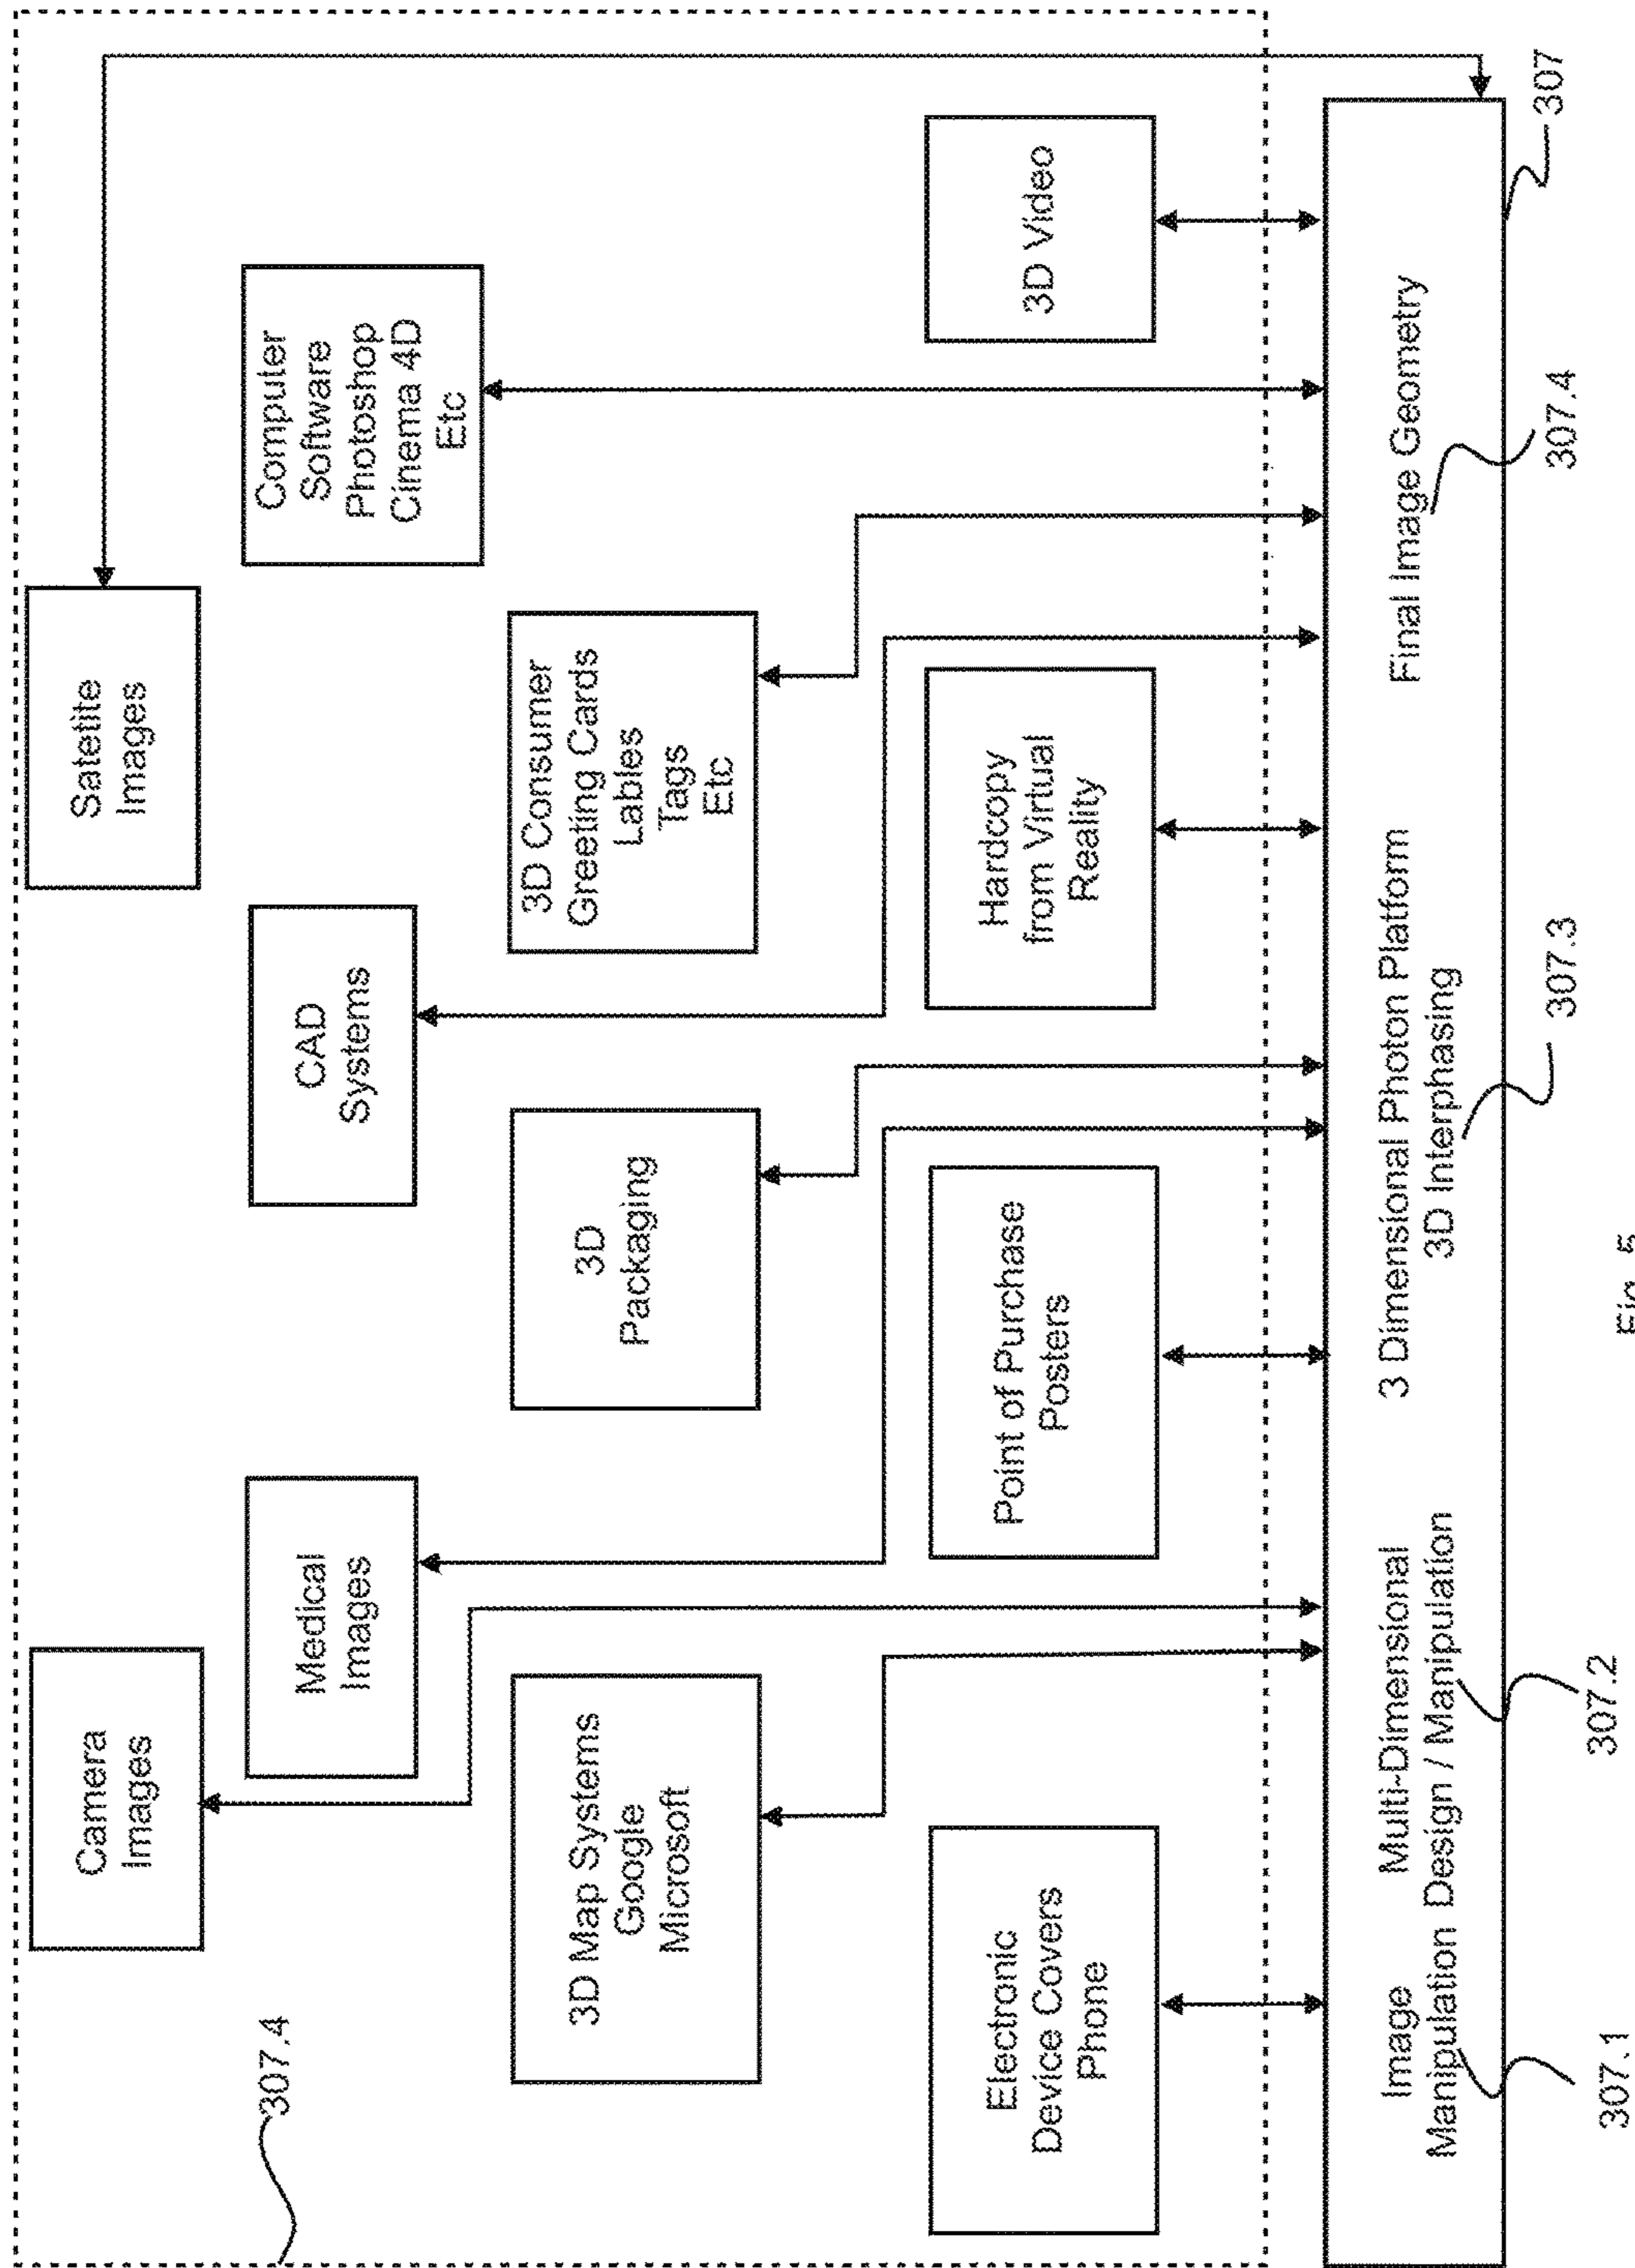 307.4
Camera
Images
Satetite
Images
Medical
Images
CAD
Systems
Computer
Software
Photoshop
Cinema 4D
Etc
3D Map Systems
Google
Microsoft
3D
Packaging
3D Consumer
Greeting Cards
Lables
Tags
Etc
Electronic
Device Covers
Phone
Point of Purchase
Posters
Hardcopy
from Virtual
Reality
3D Video
Image
Manipulation
Multi-Dimensional
Design / Manipulation
3 Dimensional Photon Platform
3D Interphasing
Final Image Geometry
307.1
307.2
307.3
307.4
307
Fig. 5